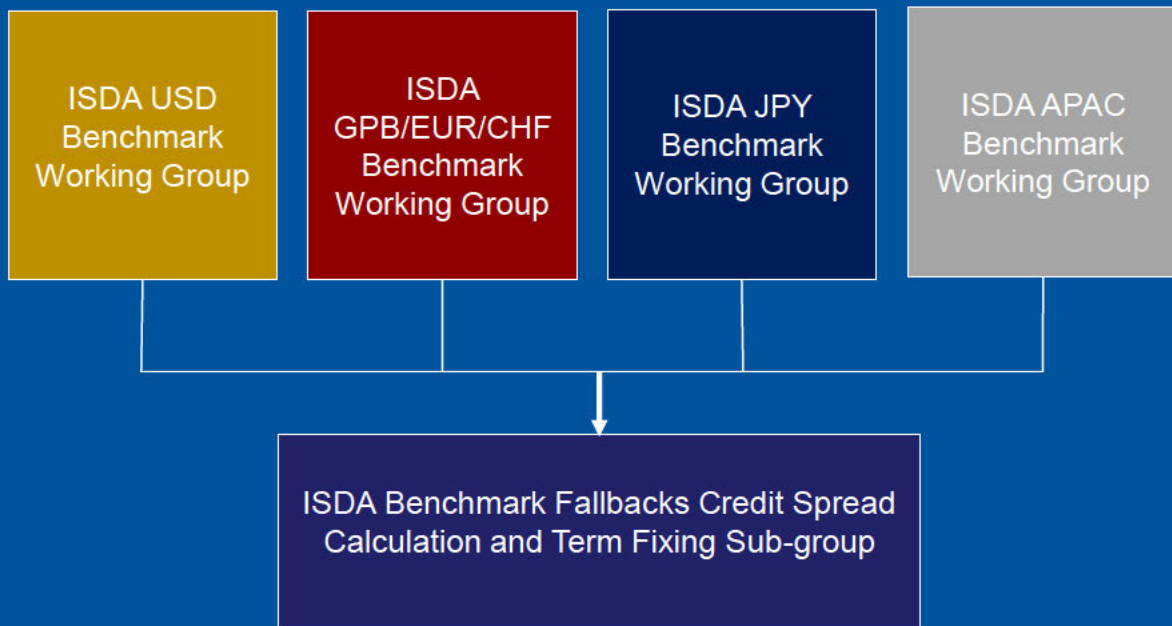 ISDA USD
Benchmark
Working Group
ISDA
GPB/EUR/CHF
Benchmark
Working Group
ISDA JPY
Benchmark
Working Group
ISDA APAC
Benchmark
Working Group
ISDA Benchmark Fallbacks Credit Spread
Calculation and Term Fixing Sub-group